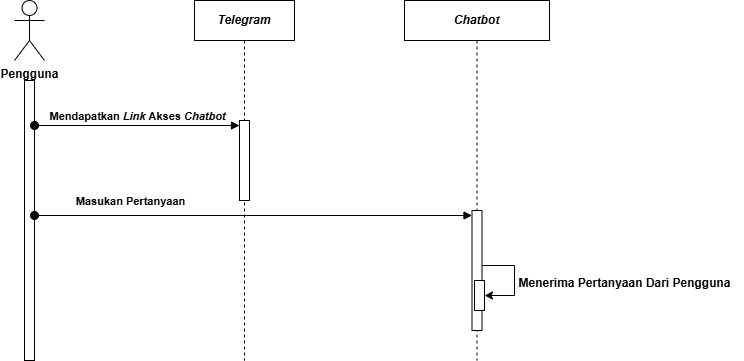 Telegram
Chatbot
Pengguna
Mendapatkan Link Akses Chatbot
Masukan Pertanyaan
Menerima Pertanyaan Dari Pengguna